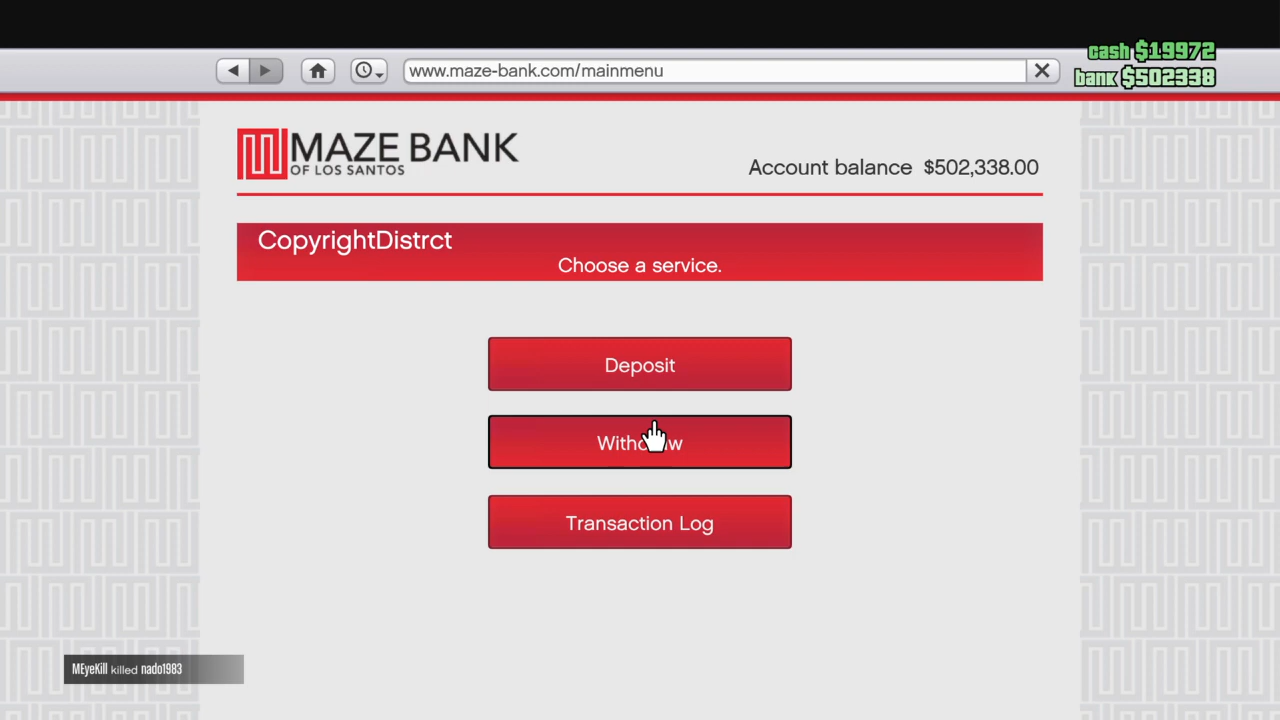 cash $19972
www.maze-bank.com/mainmenu
bank $502338
MAZE BANK
OF LOS SANTOS
Account balance $502,338.00
CopyrightDistrct
Choose a service.
Deposit
Withdraw
Transaction Log
MEyeKill killed nado1983